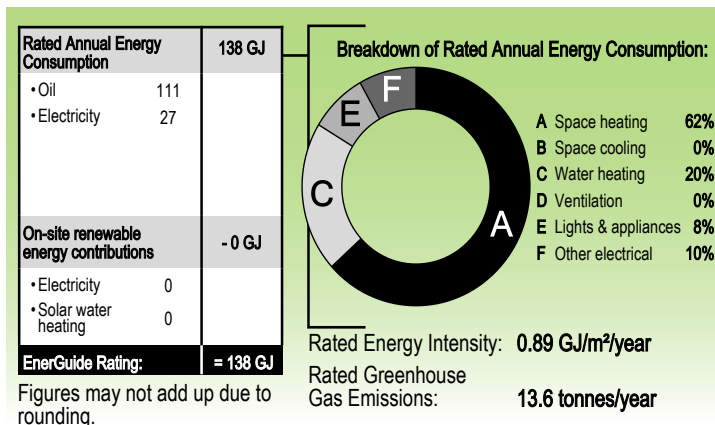 Rated Annual Energy
Consumption
138 GJ
• Oil 111
• Electricity 27
On-site renewable
energy contributions
- 0 GJ
• Electricity 0
• Solar water
heating 0
EnerGuide Rating: = 138 GJ
Figures may not add up due to
rounding.
Breakdown of Rated Annual Energy Consumption:
F
E
C
A
A Space heating 62%
B Space cooling 0%
C Water heating 20%
D Ventilation 0%
E Lights & appliances 8%
F Other electrical 10%
Rated Energy Intensity: 0.89 GJ/m²/year
Rated Greenhouse
Gas Emissions: 13.6 tonnes/year